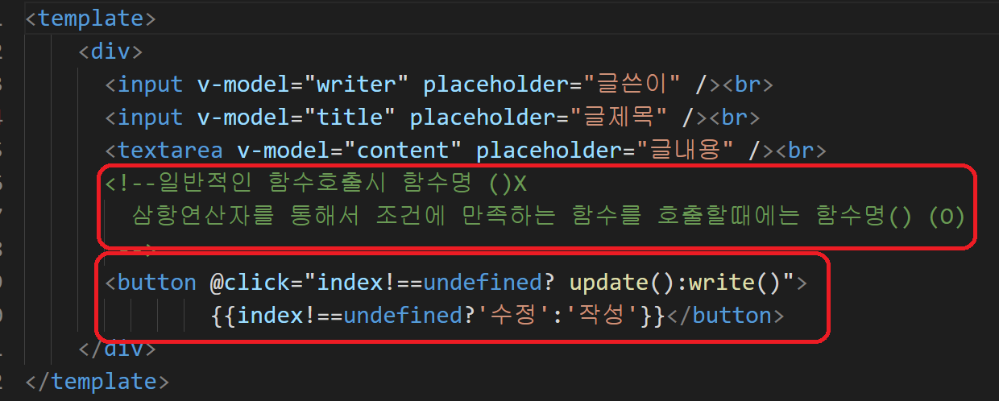 <template>
<div>
<input v-model="writer" placeholder="글쓴이" /><br>
<input v-model="title" placeholder="글제목" /><br>
<textarea v-model="content" placeholder="글내용" /><br>
<!--일반적인 함수호출시 함수명 ()X
삼항연산자를 통해서 조건에 만족하는 함수를 호출할때에는 함수명() (O)
-->
<button @click="index!==undefined? update():write()">
{{index!==undefined?'수정':'작성'}}</button>
</div>
</template>